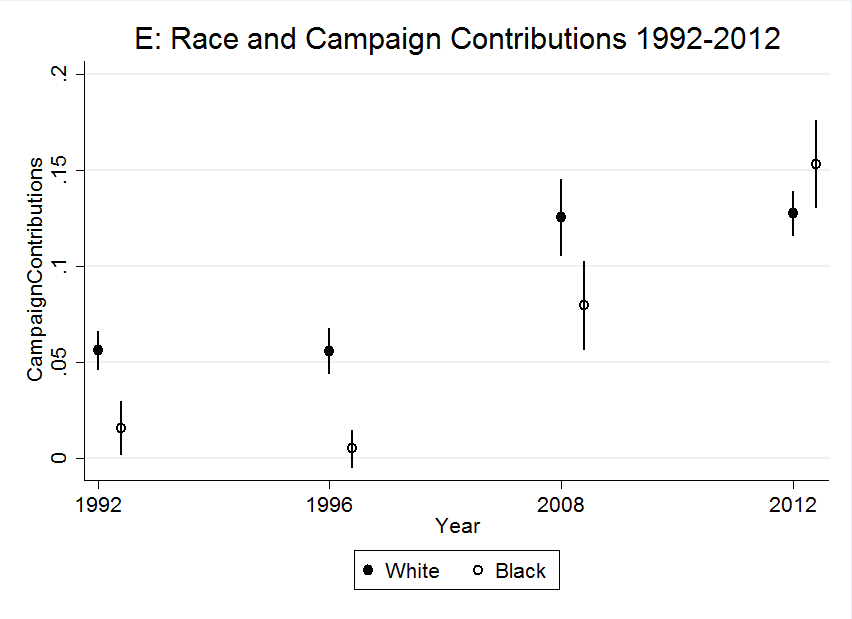 E: Race and Campaign Contributions 1992-2012
CampaignContributions
.2
.15
.1
.05
0
1992 1996 2008 2012
Year
White Black